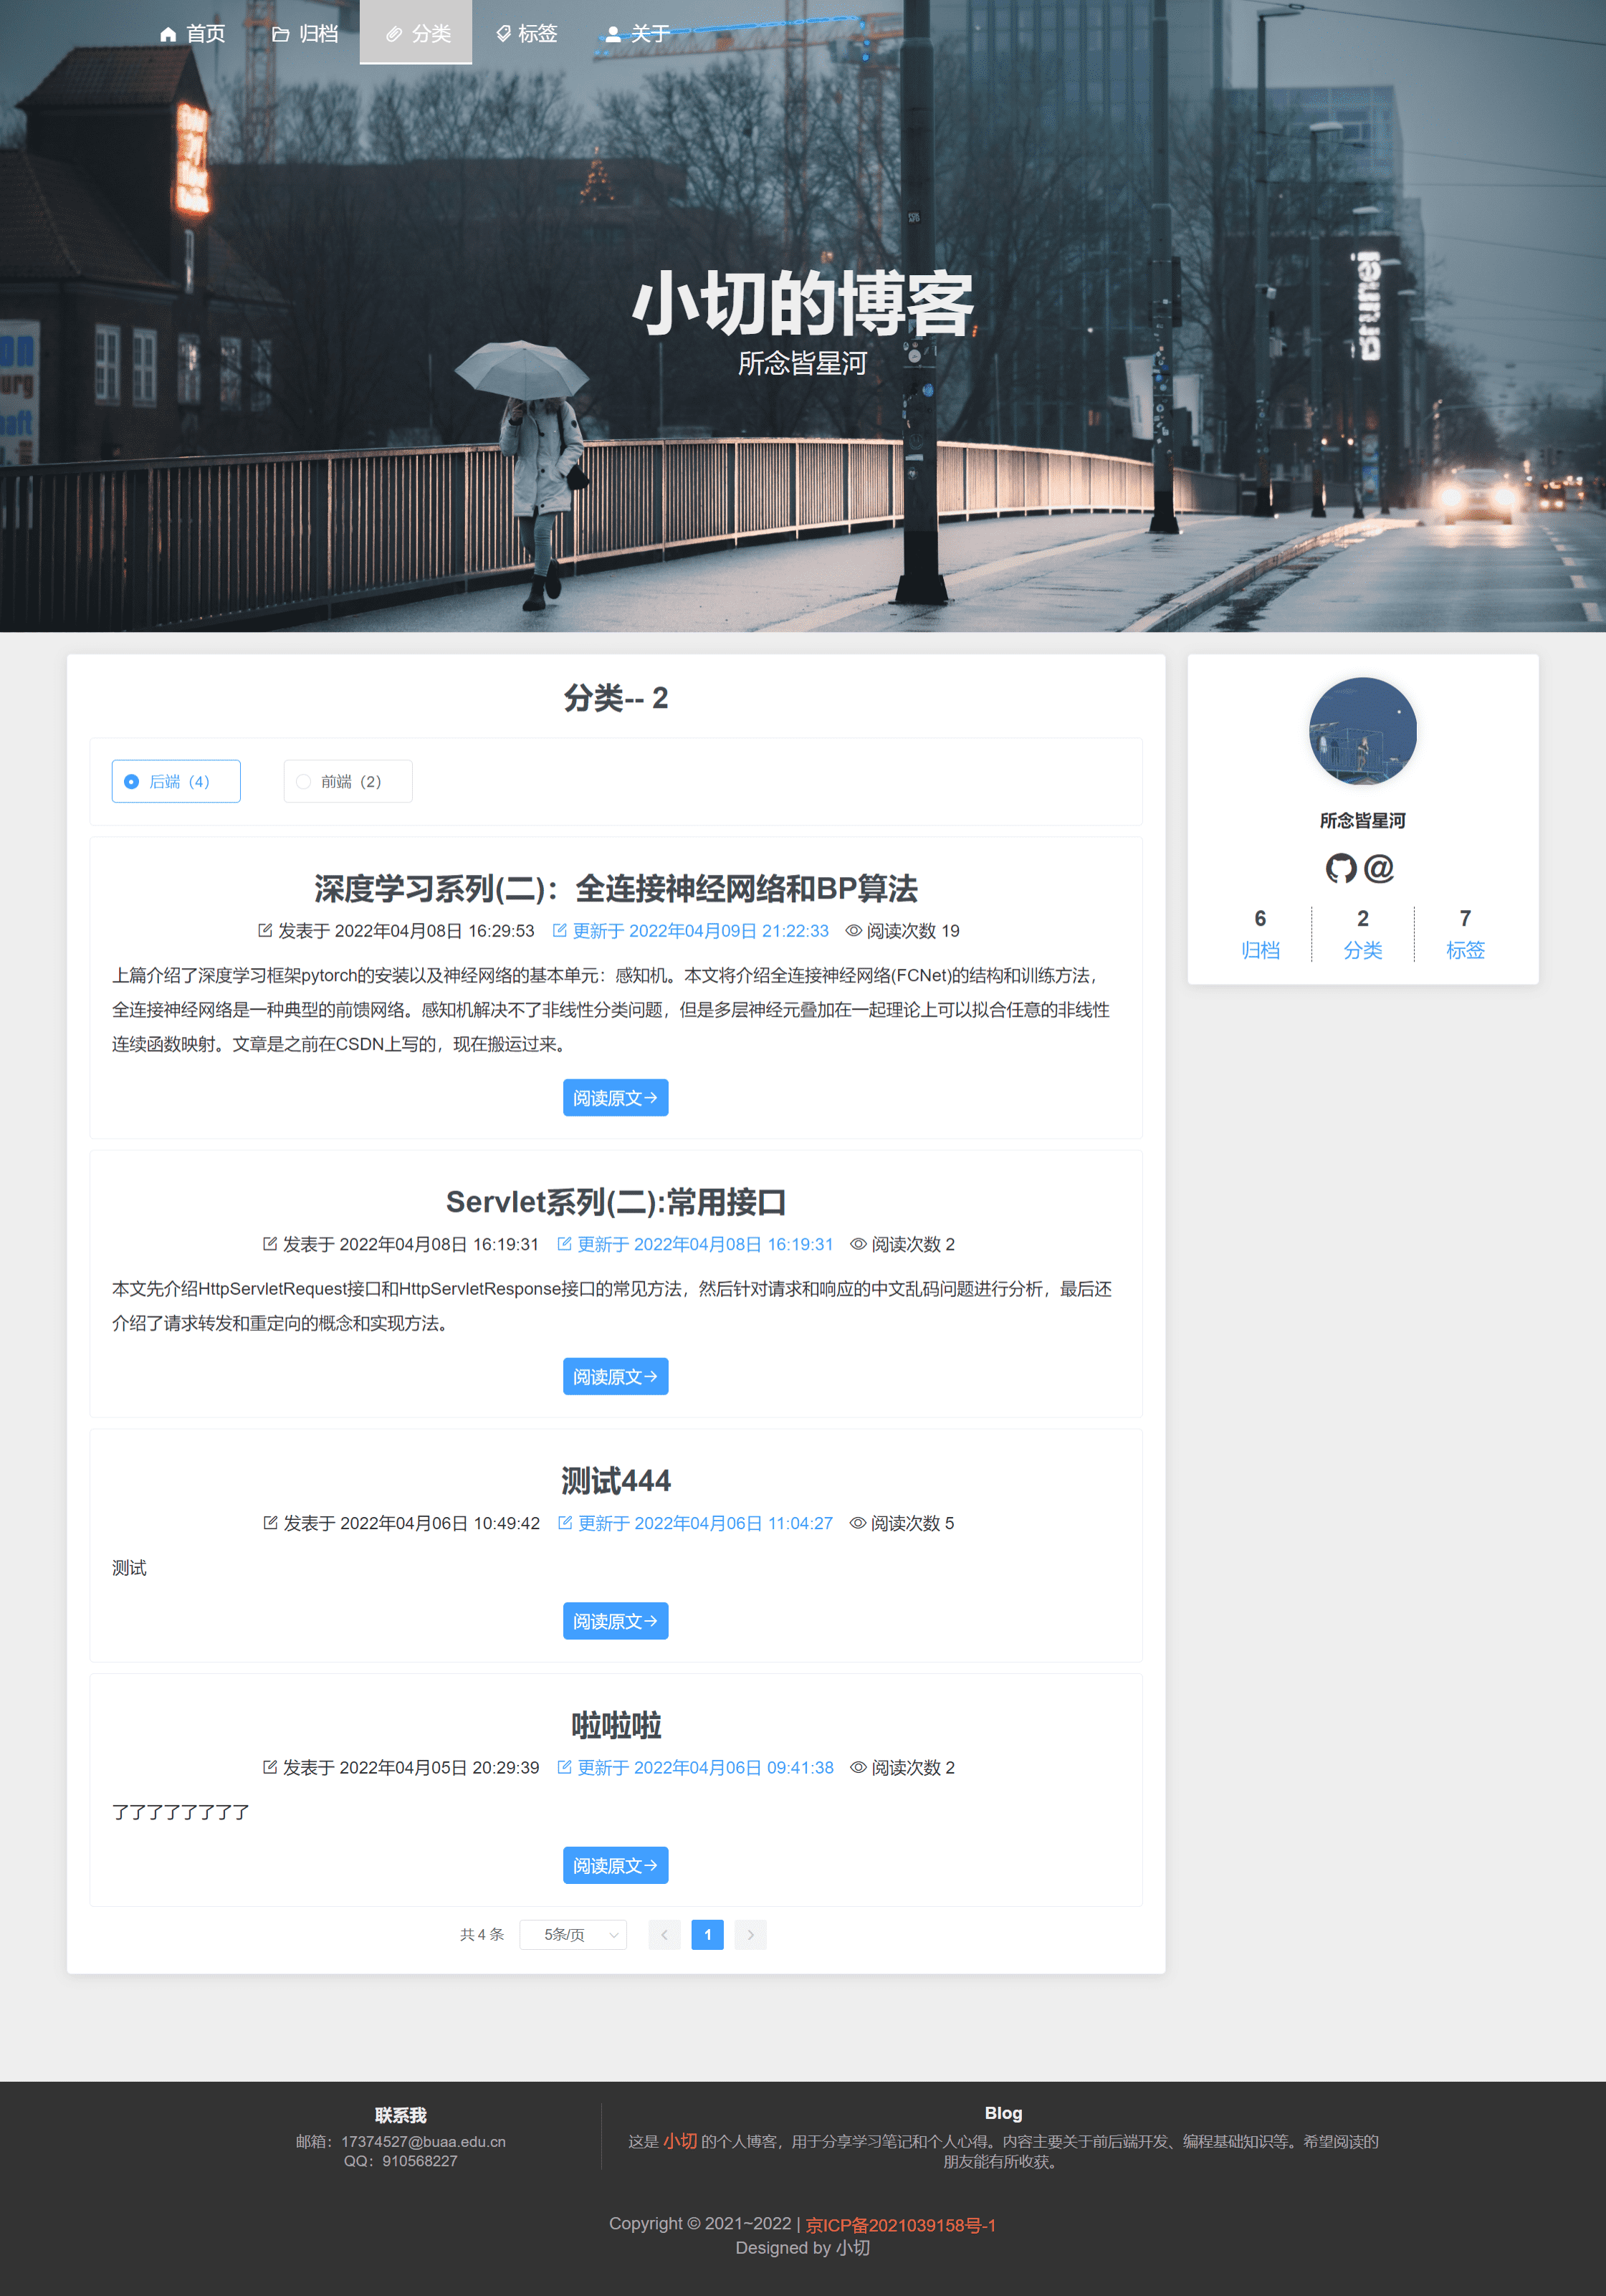 首页 归档 分类 标签 关于
小切的博客
所念皆星河
brunei
分类-- 2
后端（4） 前端（2）
深度学习系列(二)：全连接神经网络和BP算法
发表于 2022年04月08日 16:29:53 更新于 2022年04月09日 21:22:33 阅读次数 19
上篇介绍了深度学习框架pytorch的安装以及神经网络的基本单元：感知机。本文将介绍全连接神经网络(FCNet)的结构和训练方法，
全连接神经网络是一种典型的前馈网络。感知机解决不了非线性分类问题，但是多层神经元叠加在一起理论上可以拟合任意的非线性
连续函数映射。文章是之前在CSDN上写的，现在搬运过来。
阅读原文→
Servlet系列(二):常用接口
发表于 2022年04月08日 16:19:31 更新于 2022年04月08日 16:19:31 阅读次数 2
本文先介绍HttpServletRequest接口和HttpServletResponse接口的常见方法，然后针对请求和响应的中文乱码问题进行分析，最后还
介绍了请求转发和重定向的概念和实现方法。
阅读原文→
测试444
发表于 2022年04月06日 10:49:42 更新于 2022年04月06日 11:04:27 阅读次数 5
测试
阅读原文→
啦啦啦
发表于 2022年04月05日 20:29:39 更新于 2022年04月06日 09:41:38 阅读次数 2
了了了了了了了了
阅读原文→
共 4 条 5条/页 1
所念皆星河
@
6 2 7
归档 分类 标签
联系我
邮箱：17374527@buaa.edu.cn
QQ：910568227
Blog
这是 小切 的个人博客，用于分享学习笔记和个人心得。内容主要关于前后端开发、编程基础知识等。希望阅读的
朋友能有所收获。
Copyright © 2021~2022 | 京ICP备2021039158号-1
Designed by 小切